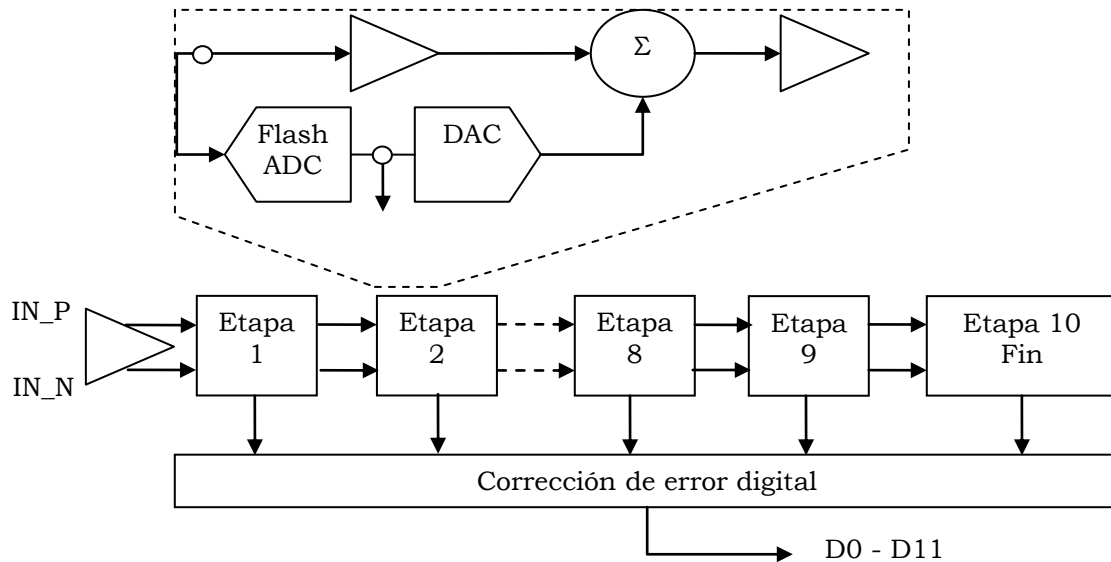 Σ
Flash
ADC
DAC
IN_P
IN_N
Etapa
1
Etapa
2
Etapa
8
Etapa
9
Etapa 10
Fin
Corrección de error digital
D0 - D11